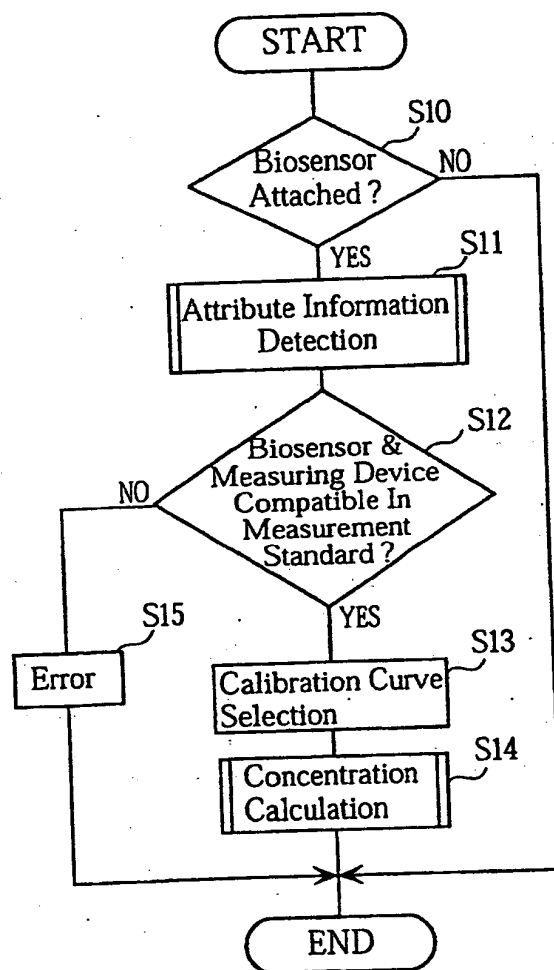 START
S10
Biosensor
Attached ?
NO
YES
S11
Attribute Information
Detection
S12
Biosensor &
Measuring Device
Compatible In
Measurement
Standard ?
NO
YES
S15
Error
S13
Calibration Curve
Selection
S14
Concentration
Calculation
END